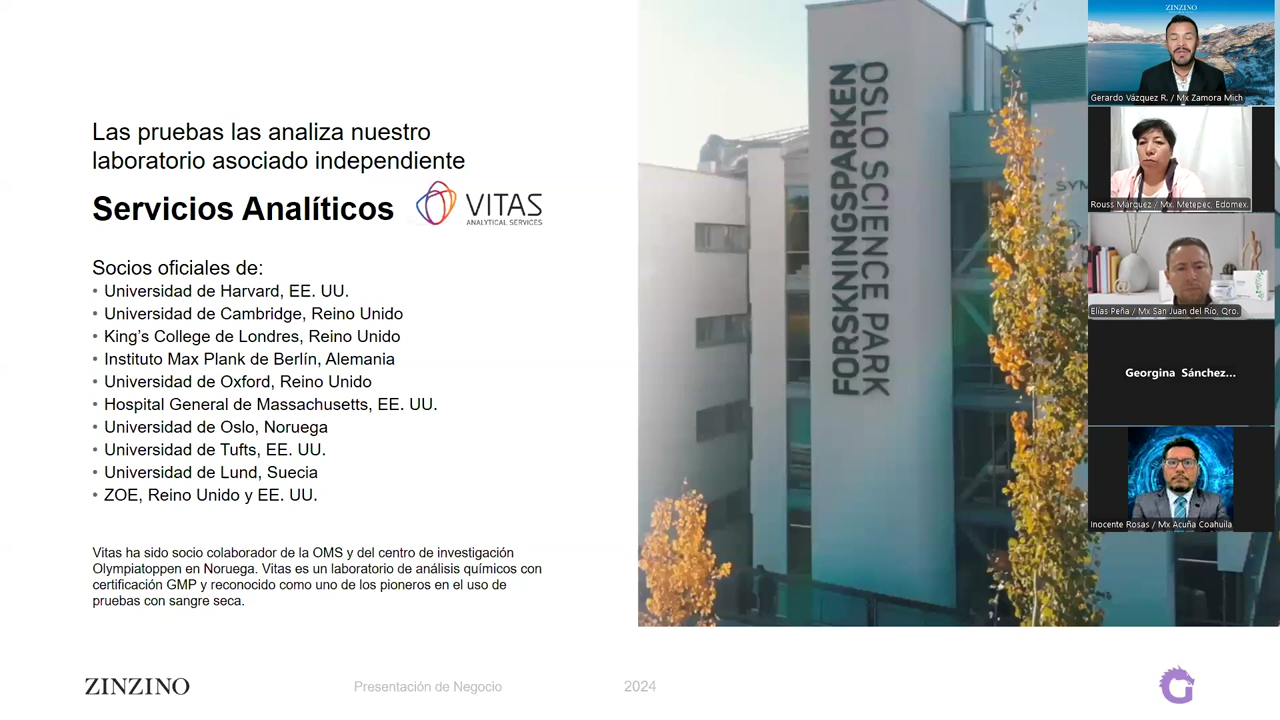 Las pruebas las analiza nuestro
laboratorio asociado independiente
Servicios Analíticos
VITAS
ANALYTICAL SERVICES
Socios oficiales de:
• Universidad de Harvard, EE. UU.
• Universidad de Cambridge, Reino Unido
• King’s College de Londres, Reino Unido
• Instituto Max Plank de Berlín, Alemania
• Universidad de Oxford, Reino Unido
• Hospital General de Massachusetts, EE. UU.
• Universidad de Oslo, Noruega
• Universidad de Tufts, EE. UU.
• Universidad de Lund, Suecia
• ZOE, Reino Unido y EE. UU.
Vitas ha sido socio colaborador de la OMS y del centro de investigación
Olympiatoppen en Noruega. Vitas es un laboratorio de análisis químicos con
certificación GMP y reconocido como uno de los pioneros en el uso de
pruebas con sangre seca.
ZINZINO
Presentación de Negocio
2024
FORSKNINGSPARKEN
OSLO SCIENCE PARK
SYM
ZINZINO
Gerardo Vázquez R. / Mx Zamora Mich
Rouss Márquez / Mx. Metepec, Edomex.
Elías Peña / Mx San Juan del Río, Qro.
Georgina Sánchez...
Inocente Rosas / Mx Acuña Coahuila